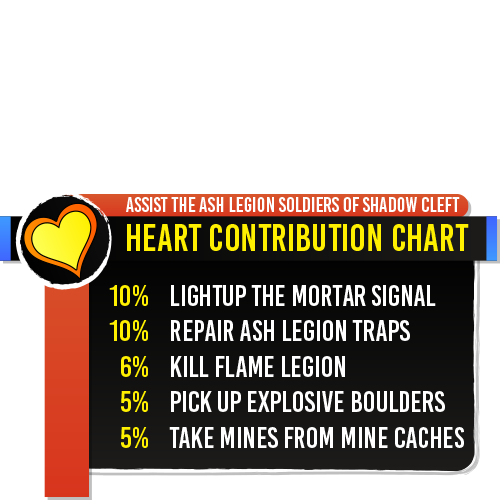 ASSIST THE ASH LEGION SOLDIERS OF SHADOW CLEFT
HEART CONTRIBUTION CHART
10% LIGHTUP THE MORTAR SIGNAL
10% REPAIR ASH LEGION TRAPS
6% KILL FLAME LEGION
5% PICK UP EXPLOSIVE BOULDERS
5% TAKE MINES FROM MINE CACHES